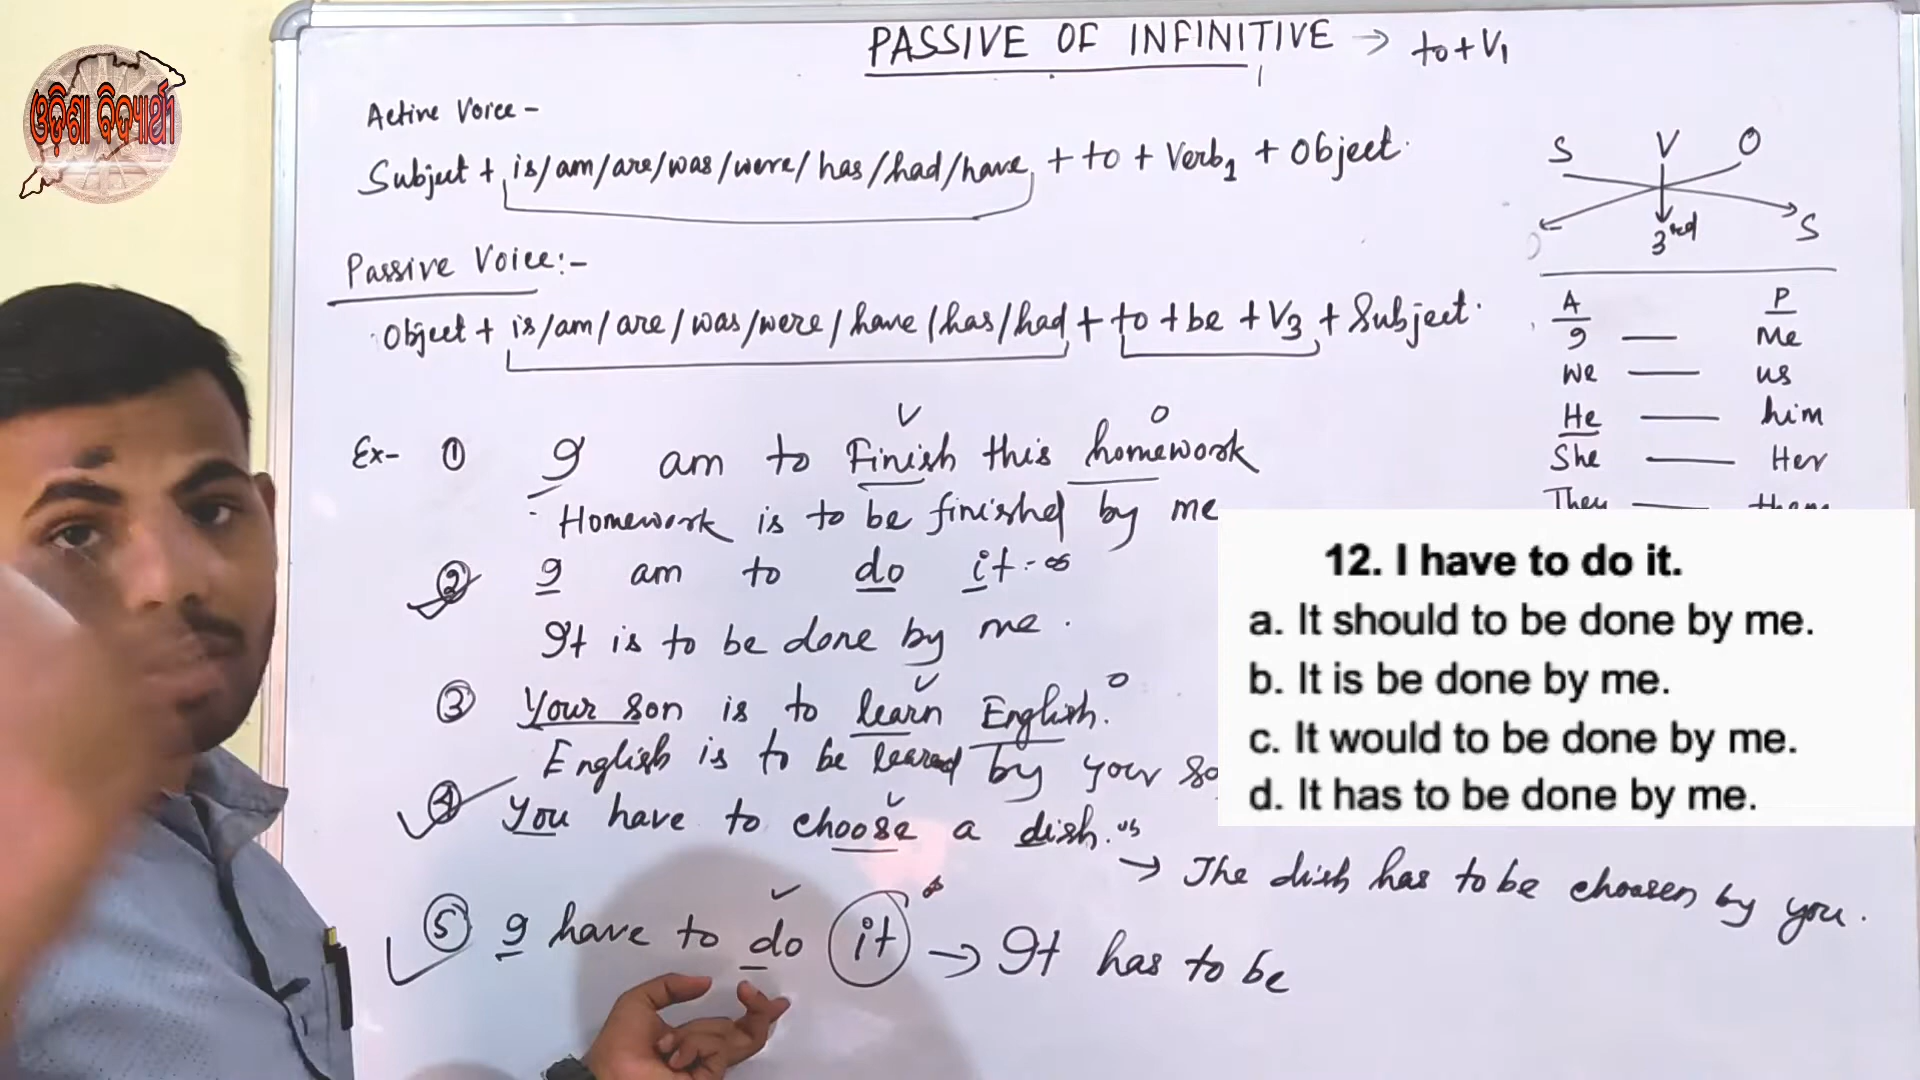 ଓଡ଼ିଶା ବିଦ୍ୟାର୍ଥୀ
PASSIVE OF INFINITIVE → to+V1
Active Voice -
Subject + is/am/are/was/were/has/had/have + to + Verb1 + Object.
Passive Voice:-
Object + is/am/are/was/were/have/has/had + to + be + V3 + Subject.
S V O
3rd S
A P
I — Me
We — us
He — him
She — Her
They —
Ex- ① I am to Finish this homework
V O
Homework is to be finished by me
② I am to do it.
It is to be done by me.
③ Your son is to learn English.
V O
English is to be by your
④ You have to choose a dish.
→ The dish has to be choosen by you.
⑤ I have to do it → It has to be
12. I have to do it.
a. It should to be done by me.
b. It is be done by me.
c. It would to be done by me.
d. It has to be done by me.